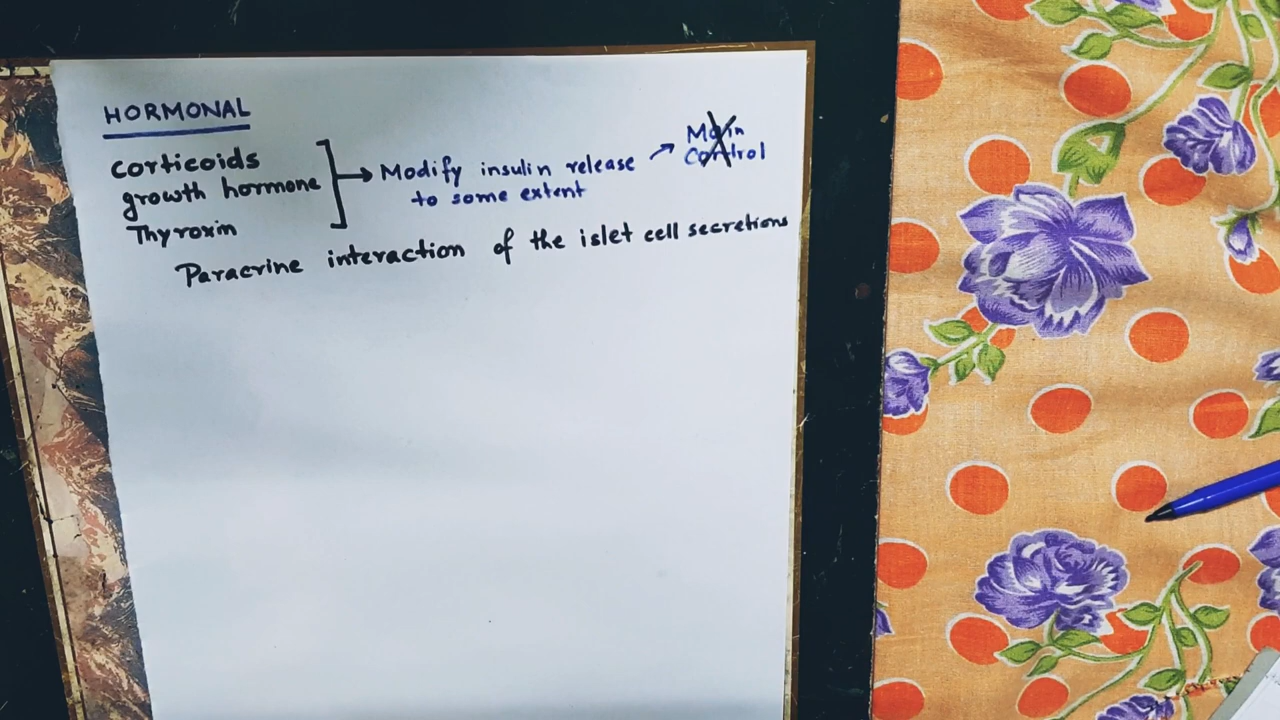 HORMONAL
corticoids
growth hormone
Thyroxin
Modify insulin release
to some extent
Main
Control
Paracrine interaction of the islet cell secretions